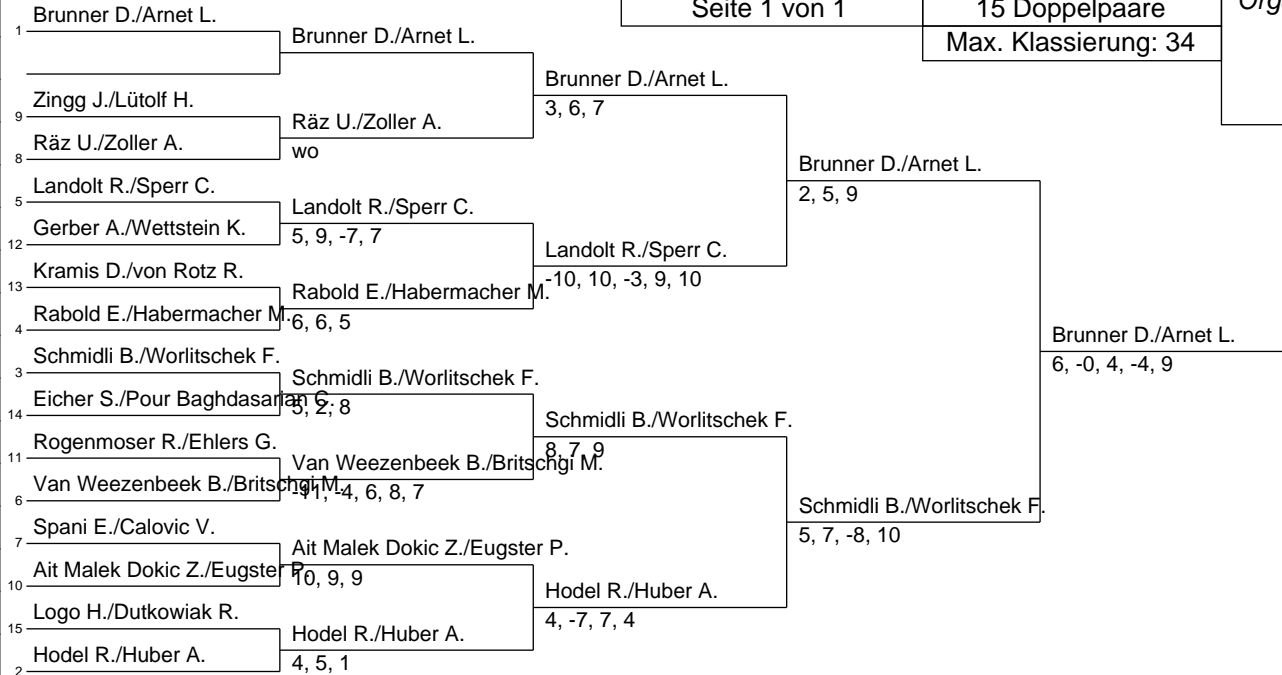 Seite 1 von 1
15 Doppelpaare
Org
Max. Klassierung: 34
1 Brunner D./Arnet L.
9 Zingg J./Lütolf H.
8 Räz U./Zoller A.
5 Landolt R./Sperr C.
12 Gerber A./Wettstein K.
13 Kramis D./von Rotz R.
4 Rabold E./Habermacher M.
3 Schmidli B./Worlitschek F.
14 Eicher S./Pour Baghdasarian C.
11 Rogenmoser R./Ehlers G.
6 Van Weezenbeek B./Britschgi M.
7 Spani E./Calovic V.
10 Ait Malek Dokic Z./Eugster P.
15 Logo H./Dutkowiak R.
2 Hodel R./Huber A.
Brunner D./Arnet L.
Räz U./Zoller A.
wo
Landolt R./Sperr C.
5, 9, -7, 7
Rabold E./Habermacher M.
6, 6, 5
Schmidli B./Worlitschek F.
5, 2, 8
Van Weezenbeek B./Britschgi M.
-11, -4, 6, 8, 7
Ait Malek Dokic Z./Eugster P.
10, 9, 9
Hodel R./Huber A.
4, 5, 1
Brunner D./Arnet L.
3, 6, 7
Landolt R./Sperr C.
-10, 10, -3, 9, 10
Schmidli B./Worlitschek F.
8, 7, 9
Hodel R./Huber A.
4, -7, 7, 4
Brunner D./Arnet L.
2, 5, 9
Schmidli B./Worlitschek F.
5, 7, -8, 10
Brunner D./Arnet L.
6, -0, 4, -4, 9